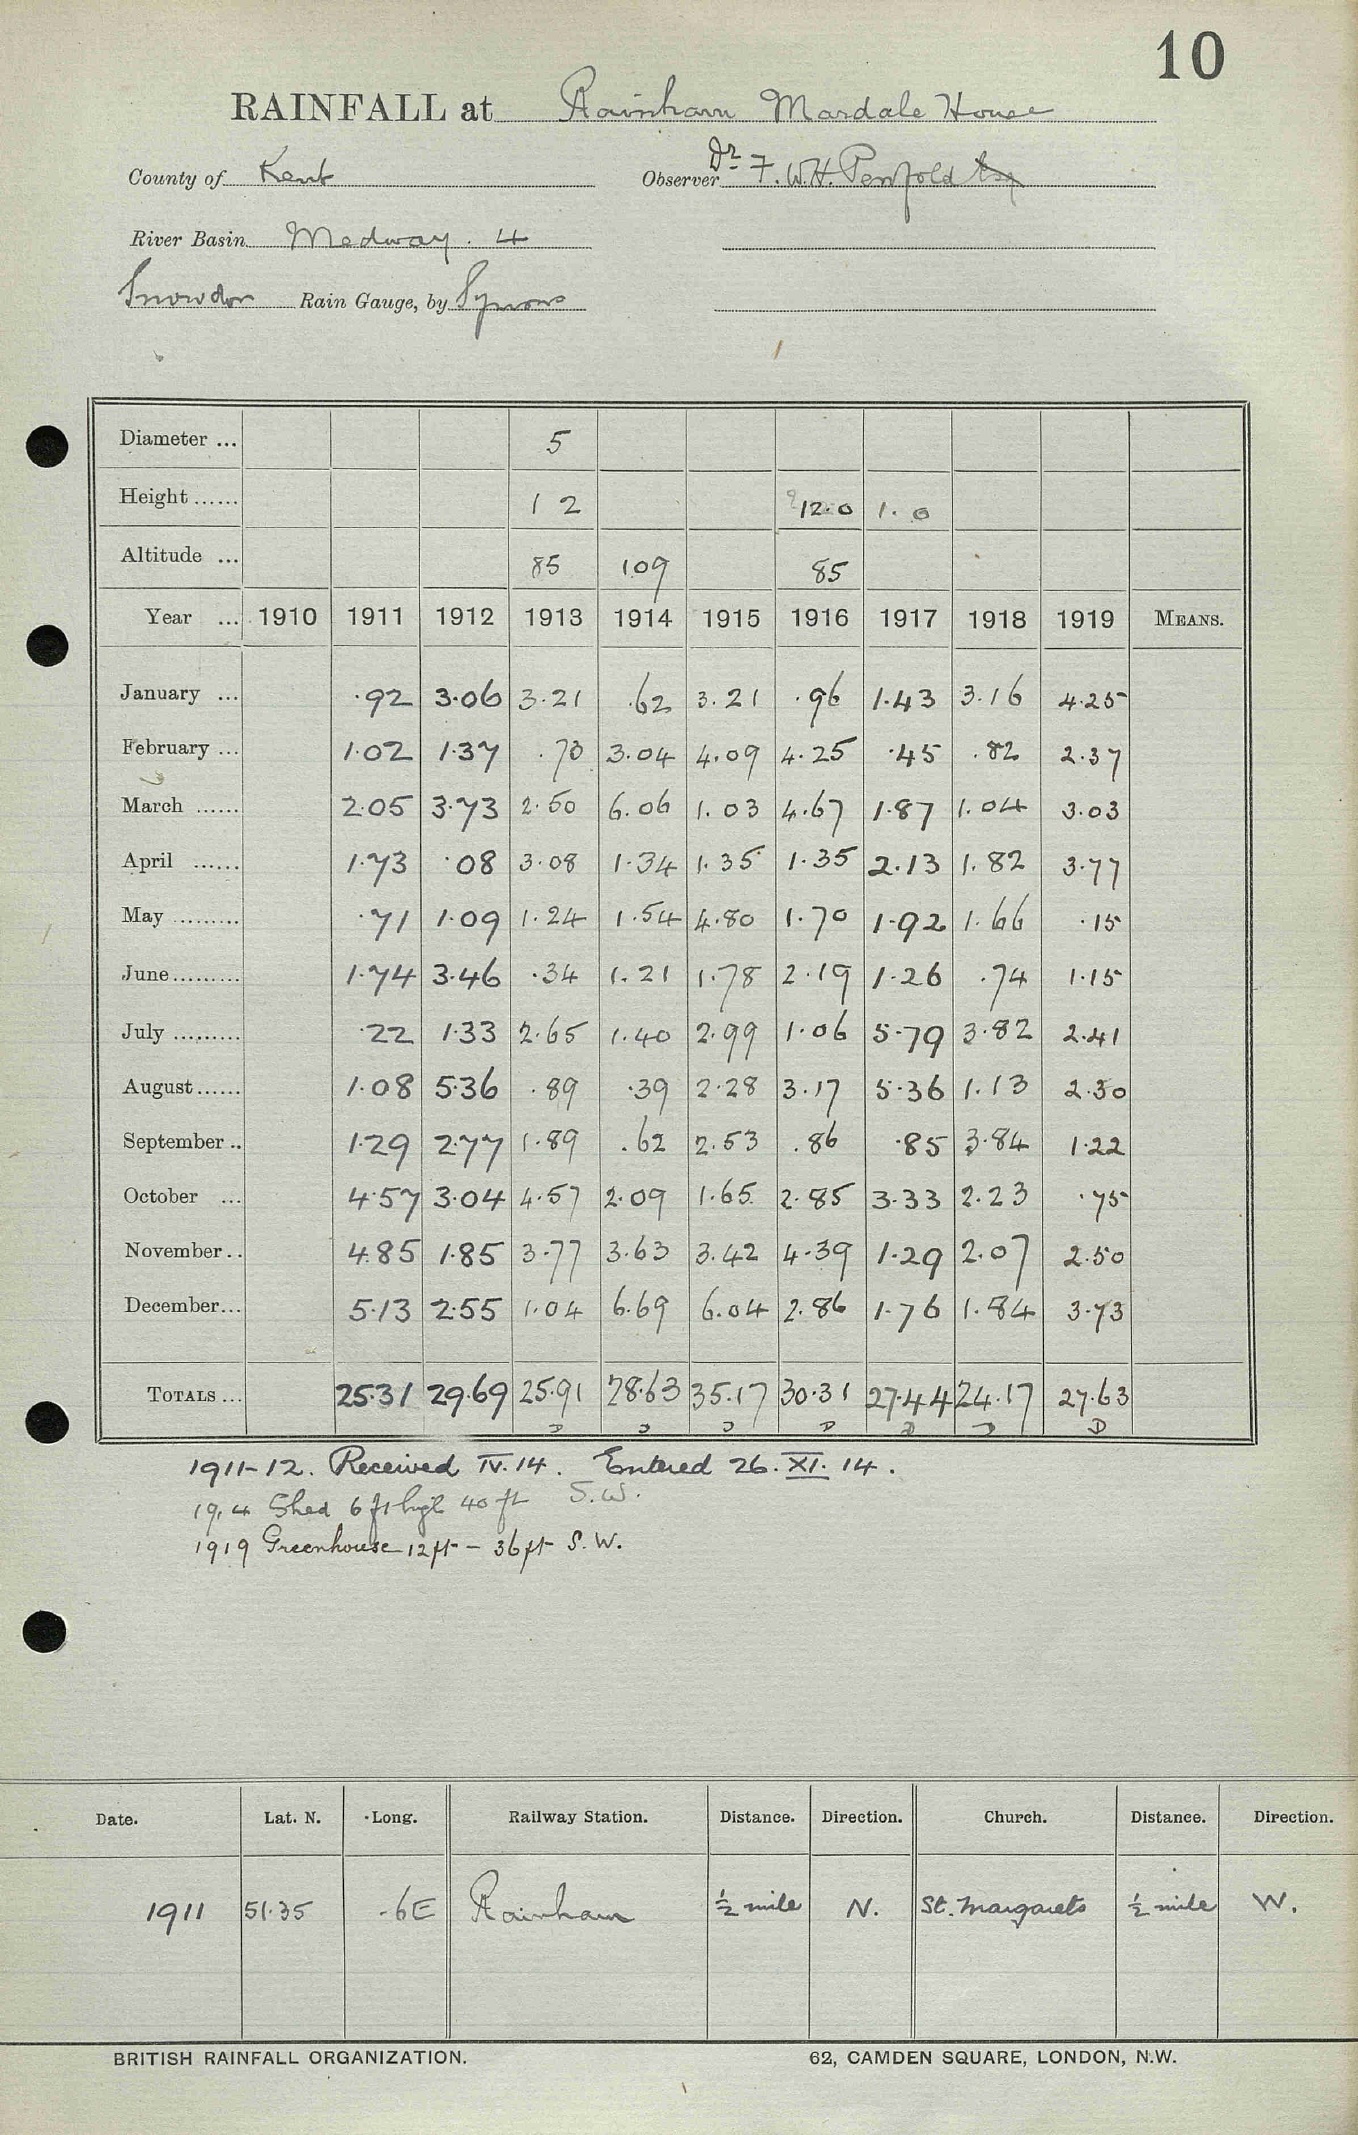 10
RAINFALL at Rainham Mardale House
County of Kent Observer Dr F. W. H. Penfold Esq
River Basin Medway. 4
Snowdon Rain Gauge, by Symons
Diameter ... 5
Height ...... 1 2 ?12.0 1. 0
Altitude ... 85 109 85
Year ... 1910 1911 1912 1913 1914 1915 1916 1917 1918 1919 MEANS.
January ... .92 3.06 3.21 .62 3.21 .96 1.43 3.16 4.25
February ... 1.02 1.37 .73 3.04 4.09 4.25 .45 .82 2.37
March ...... 2.05 3.73 2.50 6.06 1.03 4.67 1.87 1.04 3.03
April ...... 1.73 .08 3.08 1.34 1.35 1.35 2.13 1.82 3.77
May ......... .71 1.09 1.24 1.54 4.80 1.70 1.92 1.66 .15
June......... 1.74 3.46 .34 1.21 1.78 2.19 1.26 .74 1.15
July ......... .22 1.33 2.65 1.40 2.99 1.06 5.79 3.82 2.41
August...... 1.08 5.36 .89 .39 2.28 3.17 5.36 1.13 2.30
September .. 1.29 2.77 1.89 .62 2.53 .86 .85 3.84 1.22
October ... 4.57 3.04 4.57 2.09 1.65 2.85 3.33 2.23 .75
November.. 4.85 1.85 3.77 3.63 3.42 4.39 1.29 2.07 2.50
December... 5.13 2.55 1.04 6.69 6.04 2.86 1.76 1.84 3.73
TOTALS ... 25.31 29.69 25.91 28.63 35.17 30.31 27.44 24.17 27.63
D D D D D D D
1911-12. Received IV. 14. Entered 26. XI. 14.
1914 Shed 6 ft high 40 ft S.W.
1919 Greenhouse 12 ft - 36 ft S.W.
Date. Lat. N. Long. Railway Station. Distance. Direction. Church. Distance. Direction.
1911 51.35 .6E Rainham ½ mile N. St. Margarets ½ mile W.
BRITISH RAINFALL ORGANIZATION. 62, CAMDEN SQUARE, LONDON, N.W.